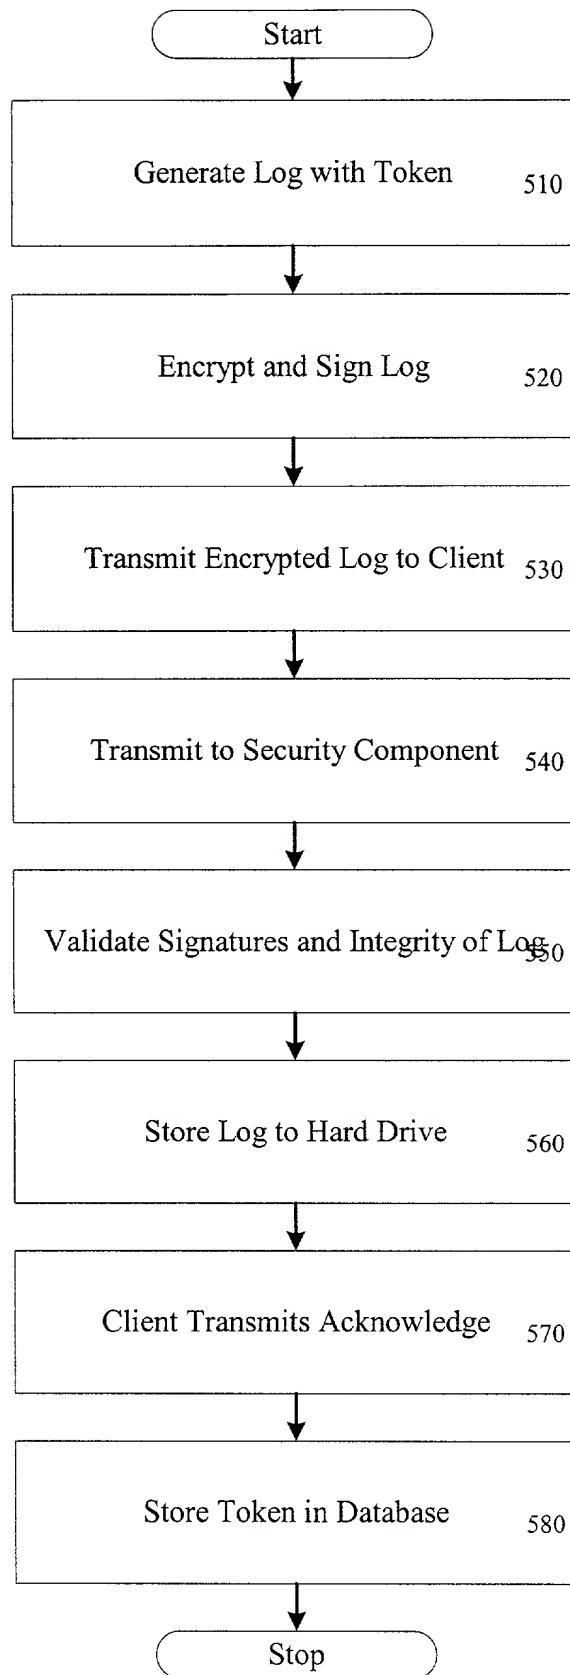 Start
Generate Log with Token 510
Encrypt and Sign Log 520
Transmit Encrypted Log to Client 530
Transmit to Security Component 540
Validate Signatures and Integrity of Log 550
Store Log to Hard Drive 560
Client Transmits Acknowledge 570
Store Token in Database 580
Stop